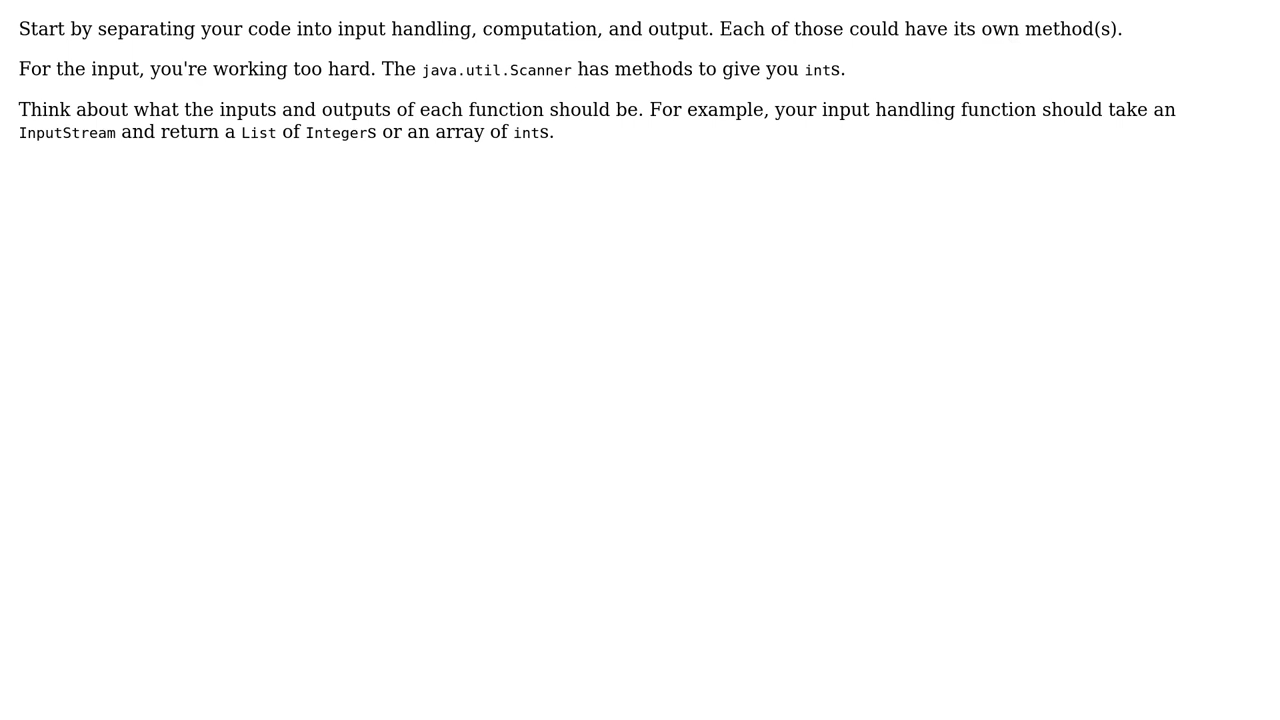 Start by separating your code into input handling, computation, and output. Each of those could have its own method(s).
For the input, you're working too hard. The java.util.Scanner has methods to give you ints.
Think about what the inputs and outputs of each function should be. For example, your input handling function should take an
InputStream and return a List of Integers or an array of ints.